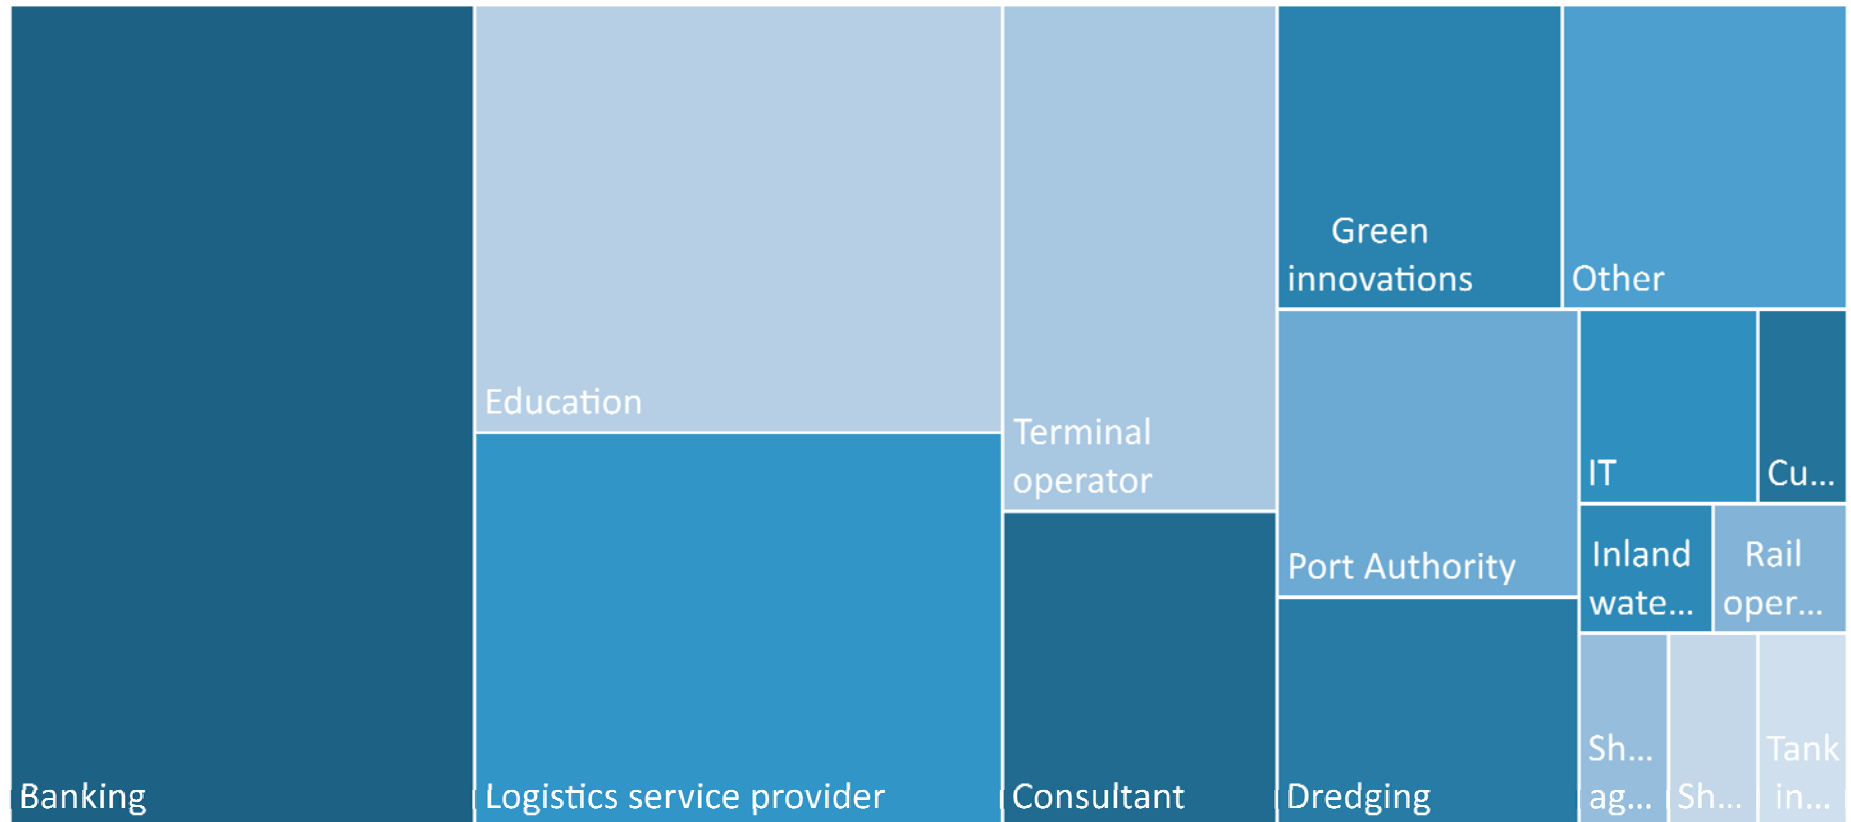 Banking
Education
Logistics service provider
Terminal
operator
Consultant
Green
innovations
Other
Port Authority
Dredging
IT
Cu...
Inland
wate...
Rail
oper...
Sh...
ag...
Sh...
Tank
in...